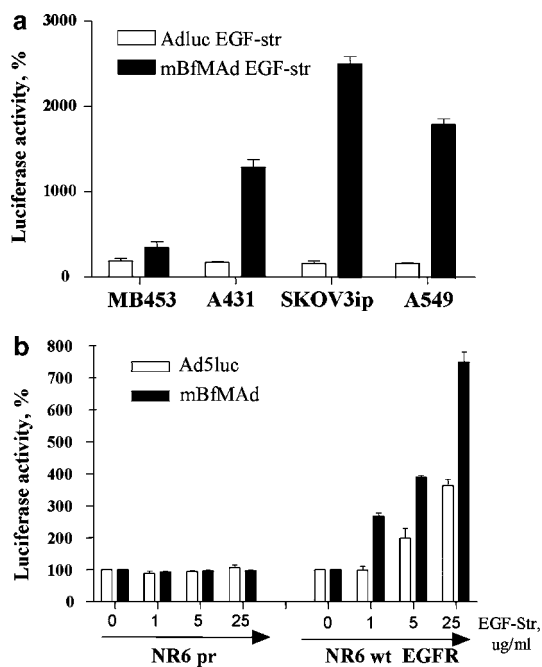 a
Adluc EGF-str
mBfMAd EGF-str
Luciferase activity, %
3000
2000
1000
0
MB453 A431 SKOV3ip A549
b
Ad5luc
mBfMAd
Luciferase activity, %
800
700
600
500
400
300
200
100
0
0 1 5 25 0 1 5 25 EGF-Str,
ug/ml
NR6 pr NR6 wt EGFR